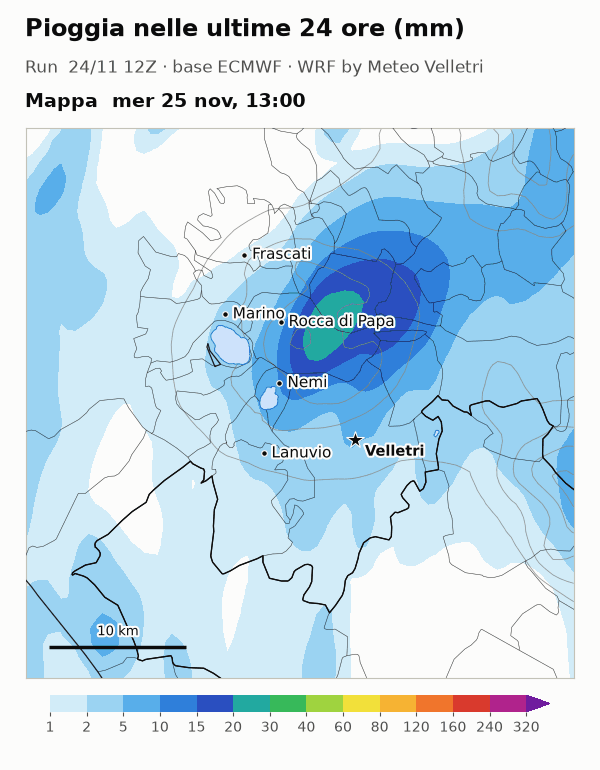 Pioggia nelle ultime 24 ore (mm)
Run  24/11 12Z · base ECMWF · WRF by Meteo Velletri
Mappa  mer 25 nov, 13:00
Frascati
Marino
Rocca di Papa
Nemi
Velletri
Lanuvio
10 km
1 2 5 10 15 20 30 40 60 80 120 160 240 320